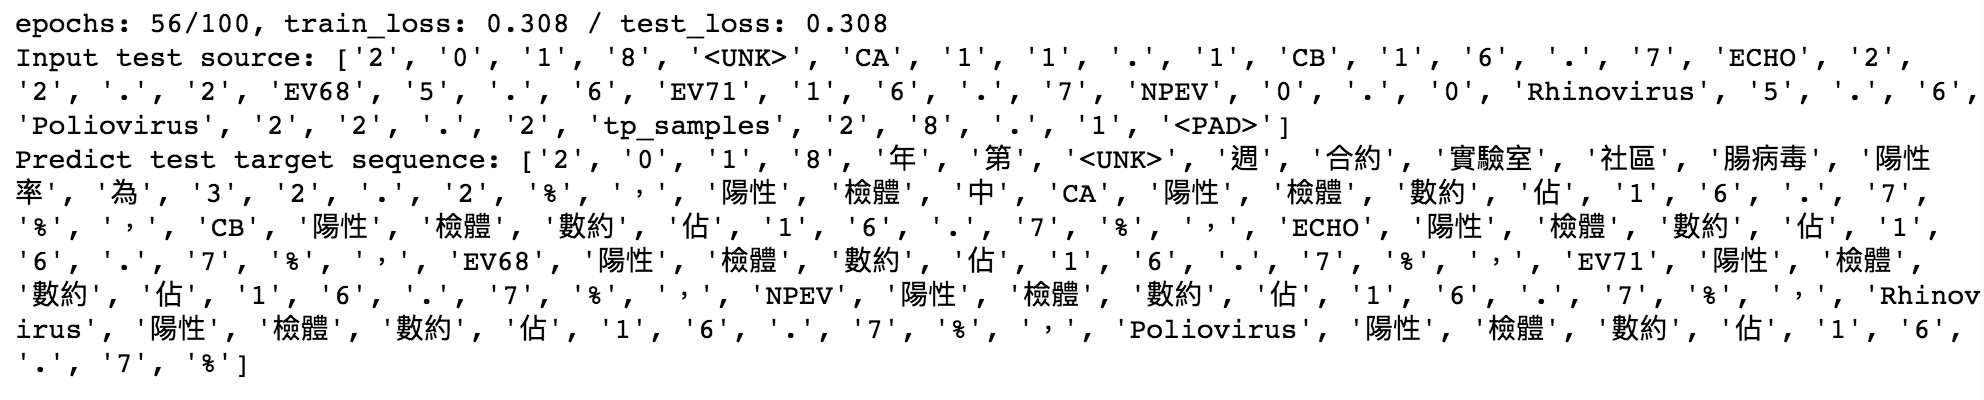 epochs: 56/100, train_loss: 0.308 / test_loss: 0.308
Input test source: ['2', '0', '1', '8', '<UNK>', 'CA', '1', '1', '.', '1', 'CB', '1', '6', '.', '7', 'ECHO', '2',
'2', '.', '2', 'EV68', '5', '.', '6', 'EV71', '1', '6', '.', '7', 'NPEV', '0', '.', '0', 'Rhinovirus', '5', '.', '6',
'Poliovirus', '2', '2', '.', '2', 'tp_samples', '2', '8', '.', '1', '<PAD>']
Predict test target sequence: ['2', '0', '1', '8', '年', '第', '<UNK>', '週', '合約', '實驗室', '社區', '腸病毒', '陽性
率', '為', '3', '2', '.', '2', '%', '，', '陽性', '檢體', '中', 'CA', '陽性', '檢體', '數約', '佔', '1', '6', '.', '7',
'%', '，', 'CB', '陽性', '檢體', '數約', '佔', '1', '6', '.', '7', '%', '，', 'ECHO', '陽性', '檢體', '數約', '佔', '1',
'6', '.', '7', '%', '，', 'EV68', '陽性', '檢體', '數約', '佔', '1', '6', '.', '7', '%', '，', 'EV71', '陽性', '檢體',
'數約', '佔', '1', '6', '.', '7', '%', '，', 'NPEV', '陽性', '檢體', '數約', '佔', '1', '6', '.', '7', '%', '，', 'Rhinov
irus', '陽性', '檢體', '數約', '佔', '1', '6', '.', '7', '%', '，', 'Poliovirus', '陽性', '檢體', '數約', '佔', '1', '6',
'.', '7', '%']